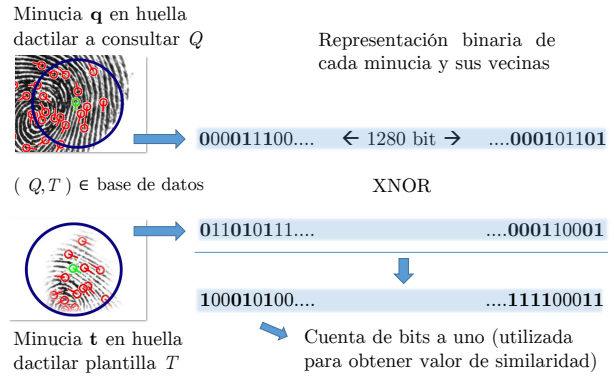 Minucia q en huella
dactilar a consultar Q
Representación binaria de
cada minucia y sus vecinas
000011100.... ← 1280 bit → ....000101101
( Q,T ) ∈ base de datos
XNOR
011010111.... ....000110001
100010100.... ....111100011
Minucia t en huella
dactilar plantilla T
Cuenta de bits a uno (utilizada
para obtener valor de similaridad)